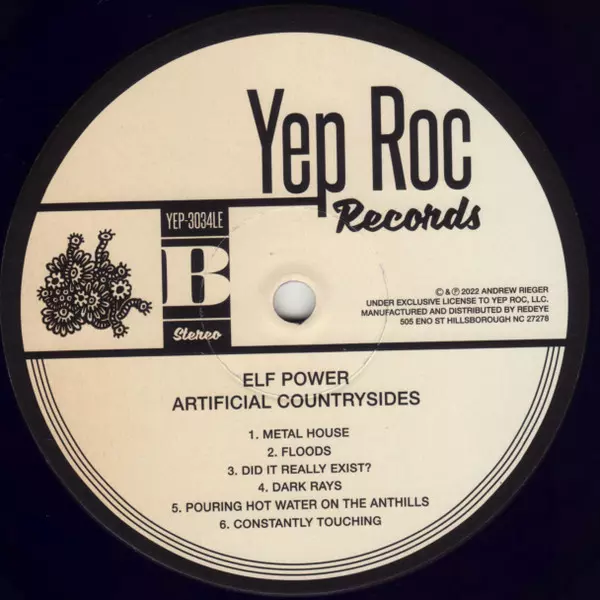 Yep Roc
Records
YEP-3034LE
B
Stereo
© & ℗ 2022 ANDREW RIEGER
UNDER EXCLUSIVE LICENSE TO YEP ROC, LLC.
MANUFACTURED AND DISTRIBUTED BY REDEYE
505 ENO ST HILLSBOROUGH NC 27278
ELF POWER
ARTIFICIAL COUNTRYSIDES
1. METAL HOUSE
2. FLOODS
3. DID IT REALLY EXIST?
4. DARK RAYS
5. POURING HOT WATER ON THE ANTHILLS
6. CONSTANTLY TOUCHING